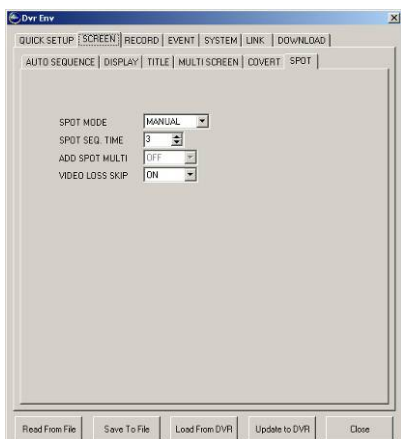 Dvr Env
QUICK SETUP SCREEN RECORD EVENT SYSTEM LINK DOWNLOAD
AUTO SEQUENCE DISPLAY TITLE MULTI SCREEN COVERT SPOT
SPOT MODE MANUAL
SPOT SEQ. TIME 3
ADD SPOT MULTI OFF
VIDEO LOSS SKIP ON
Read From File Save To File Load From DVR Update to DVR Close